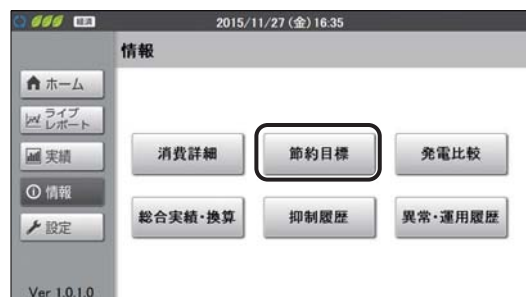 経済 2015/11/27(金)16:35
情報
ホーム
ライブ
レポート
実績
情報
設定
消費詳細 節約目標 発電比較
総合実績・換算 抑制履歴 異常・運用履歴
Ver 1.0.1.0